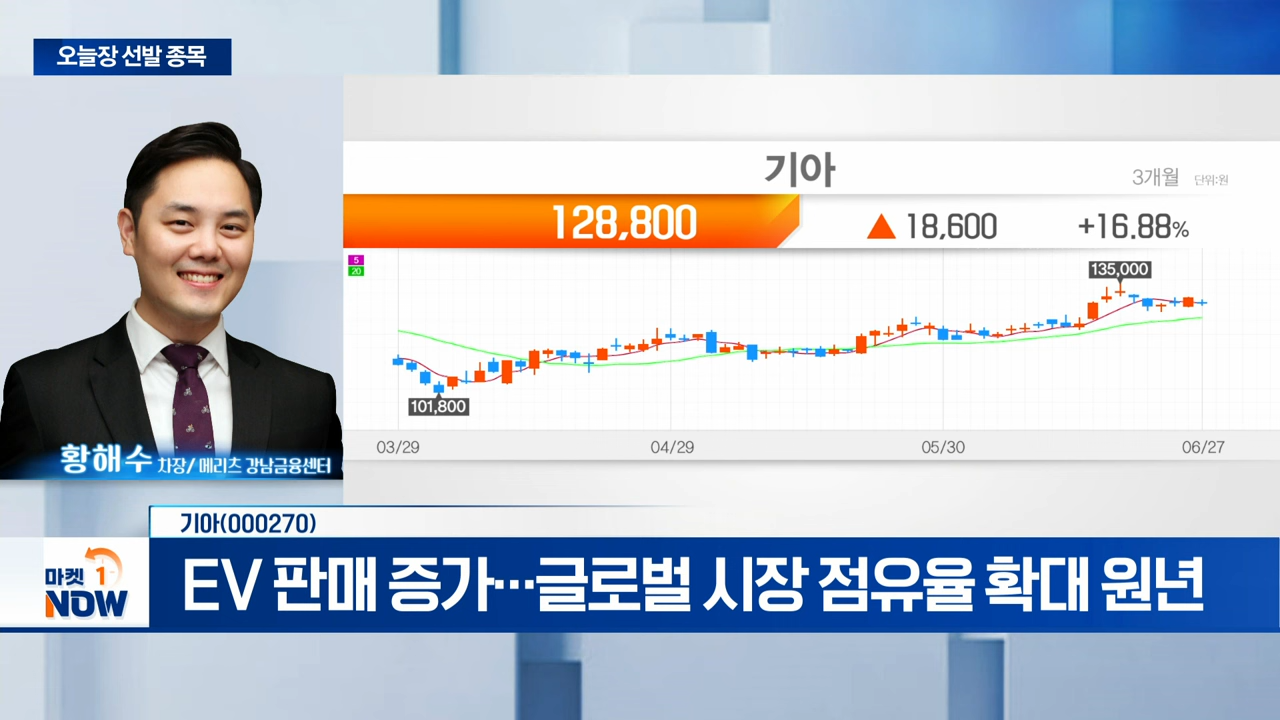 오늘장 선발 종목
기아
3개월 단위:원
128,800 ▲ 18,600 +16.88%
5
20
135,000
101,800
03/29 04/29 05/30 06/27
황해수 차장/ 메리츠 강남금융센터
기아(000270)
마켓 1
NOW
EV 판매 증가…글로벌 시장 점유율 확대 원년